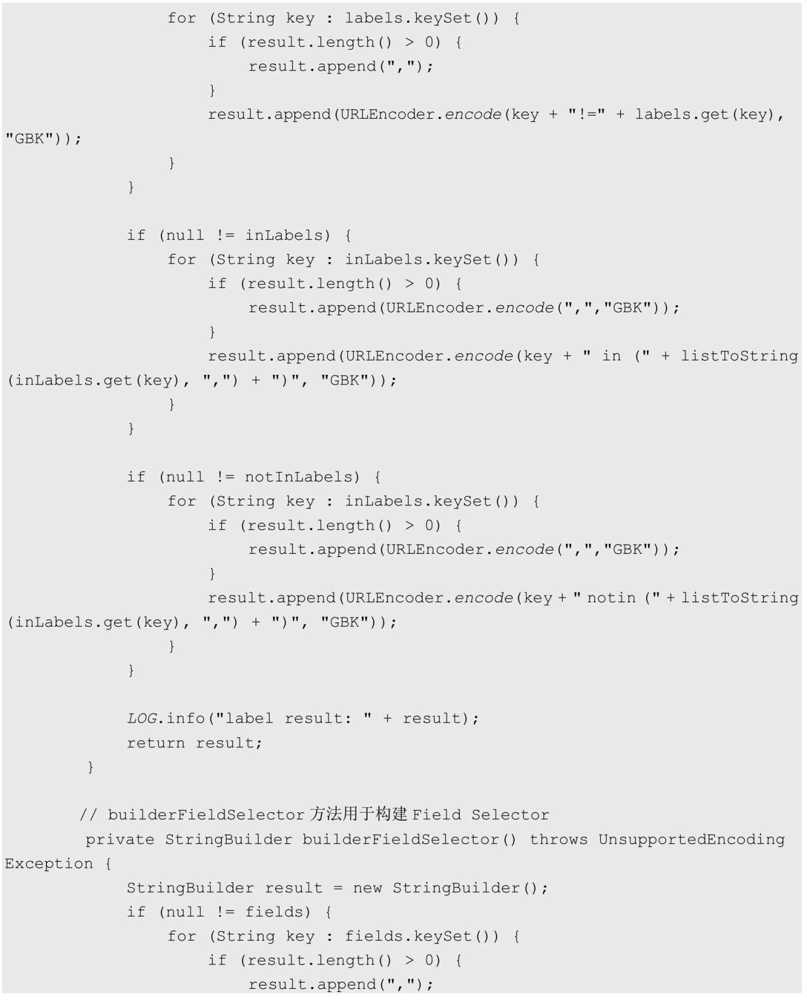 for (String key : labels.keySet()) {
if (result.length() > 0) {
result.append(",");
}
result.append(URLEncoder.encode(key + "!=" + labels.get(key),
"GBK"));
}
}
if (null != inLabels) {
for (String key : inLabels.keySet()) {
if (result.length() > 0) {
result.append(URLEncoder.encode(",","GBK"));
}
result.append(URLEncoder.encode(key + " in (" + listToString
(inLabels.get(key), ",") + ")", "GBK"));
}
}
if (null != notInLabels) {
for (String key : inLabels.keySet()) {
if (result.length() > 0) {
result.append(URLEncoder.encode(",","GBK"));
}
result.append(URLEncoder.encode(key + " notin (" + listToString
(inLabels.get(key), ",") + ")", "GBK"));
}
}
LOG.info("label result: " + result);
return result;
}
// builderFieldSelector 方法用于构建 Field Selector
private StringBuilder builderFieldSelector() throws UnsupportedEncoding
Exception {
StringBuilder result = new StringBuilder();
if (null != fields) {
for (String key : fields.keySet()) {
if (result.length() > 0) {
result.append(",");